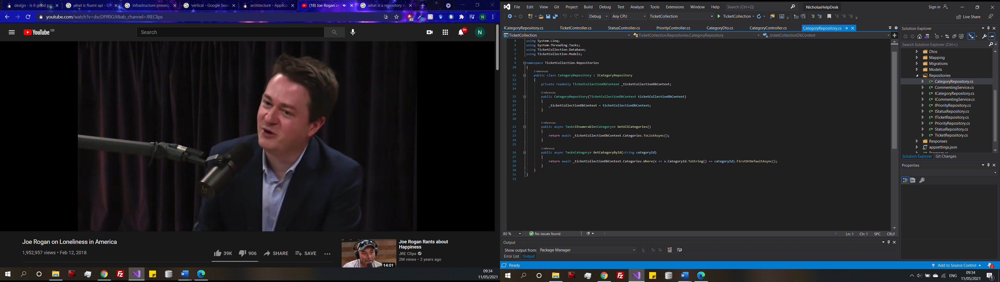 design - Is it good pr
what is fluent api - G
infrastructure present
vertical - Google Sear
architecture - Applicat
(18) Joe Rogan on
what is a repository in
youtube.com/watch?v=dscDPIf0GJI&ab_channel=JREClips
33
N
YouTube GB
Search
9+
N
Joe Rogan on Loneliness in America
1,952,957 views • Feb 12, 2018
39K
906
SHARE
SAVE
Joe Rogan Rants about
Happiness
JRE Clips
2M views • 2 years ago
14:01
09:34
11/05/2021
File Edit View Git Project Build Debug Test Analyze Tools Extensions Window Help
Search (Ctrl+Q)
NicholasHelpDesk
Sign in
Debug
Any CPU
TicketCollection
TicketCollection
Live Share
ICategoryRepository.cs TicketController.cs StatusController.cs PriorityController.cs CategoryDto.cs CategoryController.cs CategoryRepository.cs
TicketCollection
TicketCollection.Repositories.CategoryRepository
_ticketCollectionDbContext
4 using System.Linq;
5 using System.Threading.Tasks;
6 using TicketCollection.Database;
7 using TicketCollection.Models;
8
9 namespace TicketCollection.Repositories
10 {
2 references
11 public class CategoryRepository : ICategoryRepository
12 {
13 private readonly TicketCollectionDbContext _ticketCollectionDbContext;
14
0 references
15 public CategoryRepository(TicketCollectionDbContext ticketCollectionDbContext)
16 {
17 _ticketCollectionDbContext = ticketCollectionDbContext;
18 }
19
20
2 references
21 public async Task<IEnumerable<Category>> GetAllCategories()
22 {
23 return await _ticketCollectionDbContext.Categories.ToListAsync();
24 }
25
1 reference
26 public async Task<Category> GetCategoryById(string categoryId)
27 {
28 return await _ticketCollectionDbContext.Categories.Where(x => x.CategoryId.ToString() == categoryId).FirstOrDefaultAsync();
29 }
30 }
31 }
32
80 %
No issues found
Ln: 1 Ch: 1 SPC CRLF
Output
Show output from: Package Manager
Error List Output
Ready
Add to Source Control
2
Solution Explorer
Search Solution Explorer (Ctrl+;)
Dtos
Mapping
Migrations
Models
Repositories
CategoryRepository.cs
CommentingService.cs
ICategoryRepository.cs
ICommentingService.cs
IPriorityRepository.cs
IStatusRepository.cs
ITicketRepository.cs
PriorityRepository.cs
StatusRepository.cs
TicketRepository.cs
Responses
appsettings.json
Solution Explorer Git Changes
Properties
ENG
09:34
11/05/2021
1